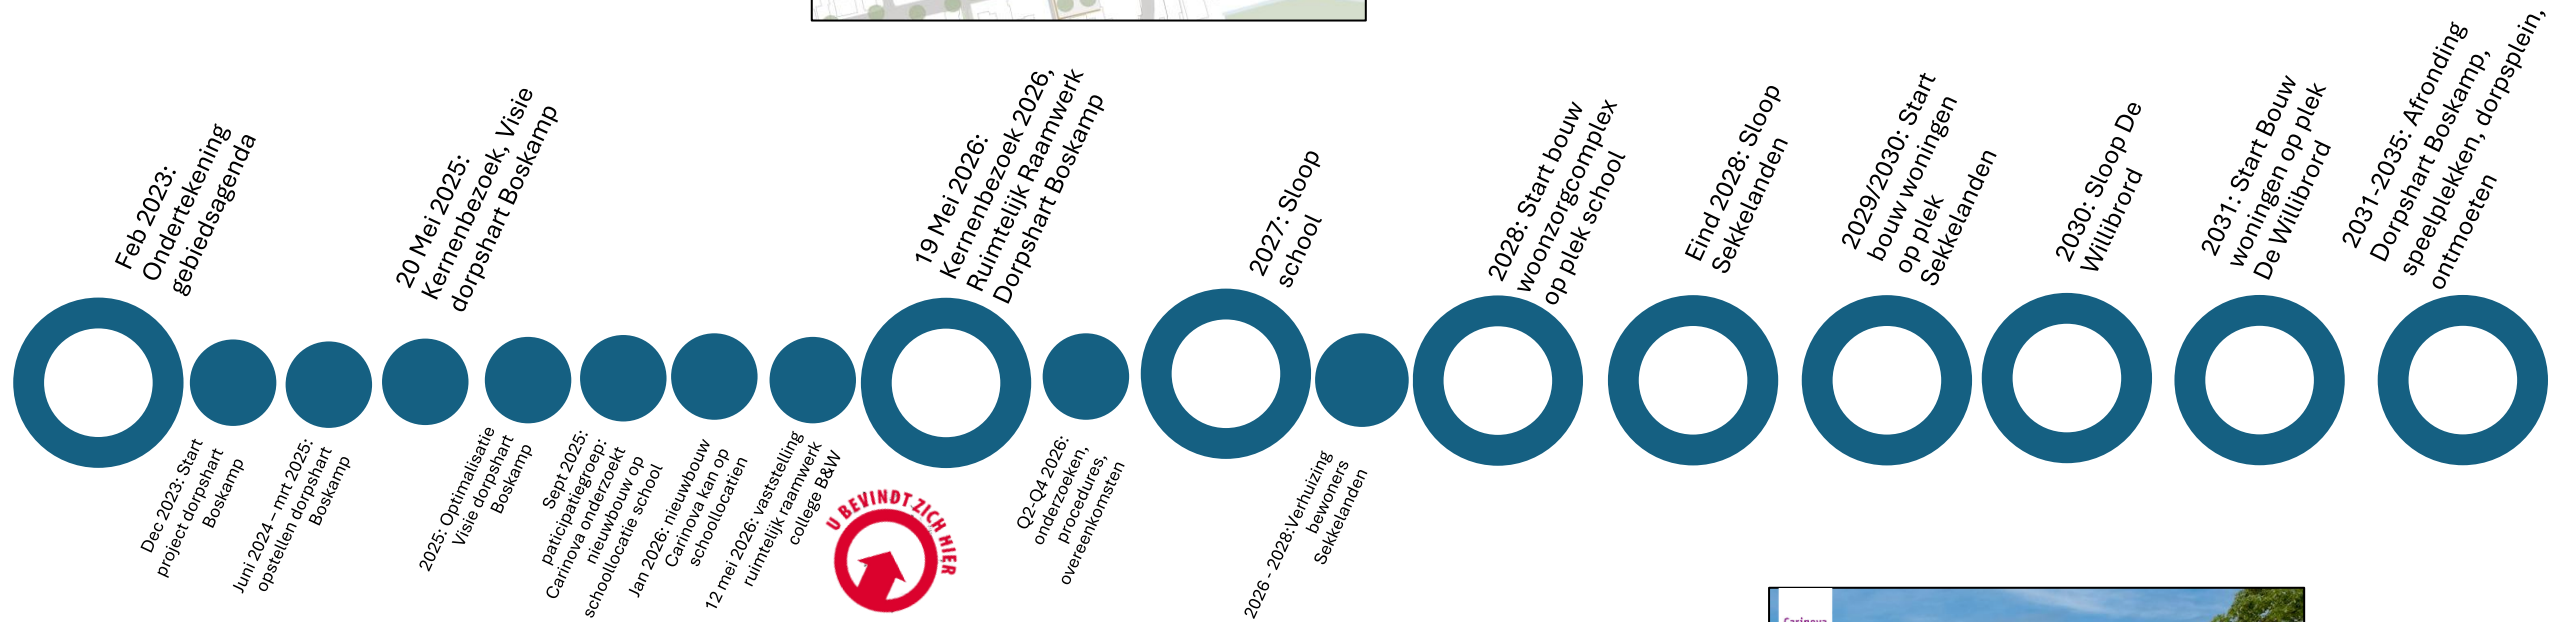 Feb 2023:
Ondertekening
gebiedsagenda
Dec 2023: Start
project dorpshart
Boskamp
Juni 2024 – mrt 2025:
opstellen dorpshart
Boskamp
20 Mei 2025:
Kernenbezoek, Visie
dorpshart Boskamp
2025: Optimalisatie
Visie dorpshart
Boskamp
Sept 2025:
paticipatiegroep:
Carinova onderzoekt
nieuwbouw op
schoollocatie school
Jan 2026: nieuwbouw
Carinova kan op
schoollocatien
12 mei 2026: vaststelling
ruimtelijk raamwerk
college B&W
U BEVINDT ZICH HIER
19 Mei 2026:
Kernenbezoek 2026,
Ruimtelijk Raamwerk
Dorpshart Boskamp
Q2-Q4 2026:
onderzoeken,
procedures,
overeenkomsten
2027: Sloop
school
2026 - 2028:Verhuizing
bewoners
Sekkelanden
2028: Start bouw
woonzorgcomplex
op plek school
Eind 2028: Sloop
Sekkelanden
2029/2030: Start
bouw woningen
op plek
Sekkelanden
2030: Sloop De
Willibrord
2031: Start Bouw
woningen op plek
De Willibrord
2031-2035: Afronding
Dorpshart Boskamp,
speelplekken, dorpsplein,
ontmoeten
Carinova